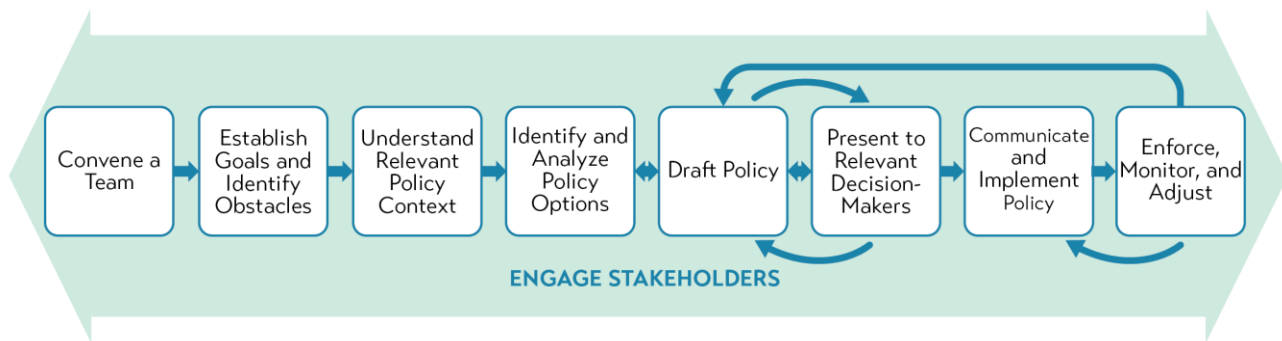 Convene a
Team
Establish
Goals and
Identify
Obstacles
Understand
Relevant
Policy
Context
Identify and
Analyze
Policy
Options
Draft Policy
Present to
Relevant
Decision-
Makers
Communicate
and
Implement
Policy
Enforce,
Monitor, and
Adjust
ENGAGE STAKEHOLDERS